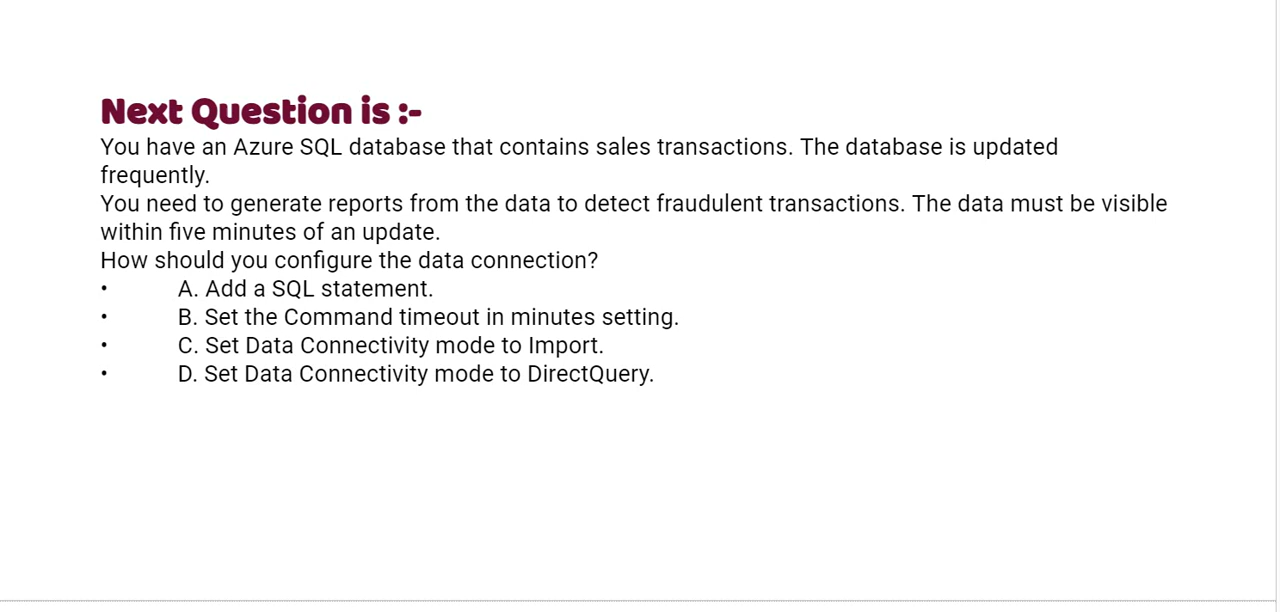 Next Question is :-
You have an Azure SQL database that contains sales transactions. The database is updated
frequently.
You need to generate reports from the data to detect fraudulent transactions. The data must be visible
within five minutes of an update.
How should you configure the data connection?
• A. Add a SQL statement.
• B. Set the Command timeout in minutes setting.
• C. Set Data Connectivity mode to Import.
• D. Set Data Connectivity mode to DirectQuery.